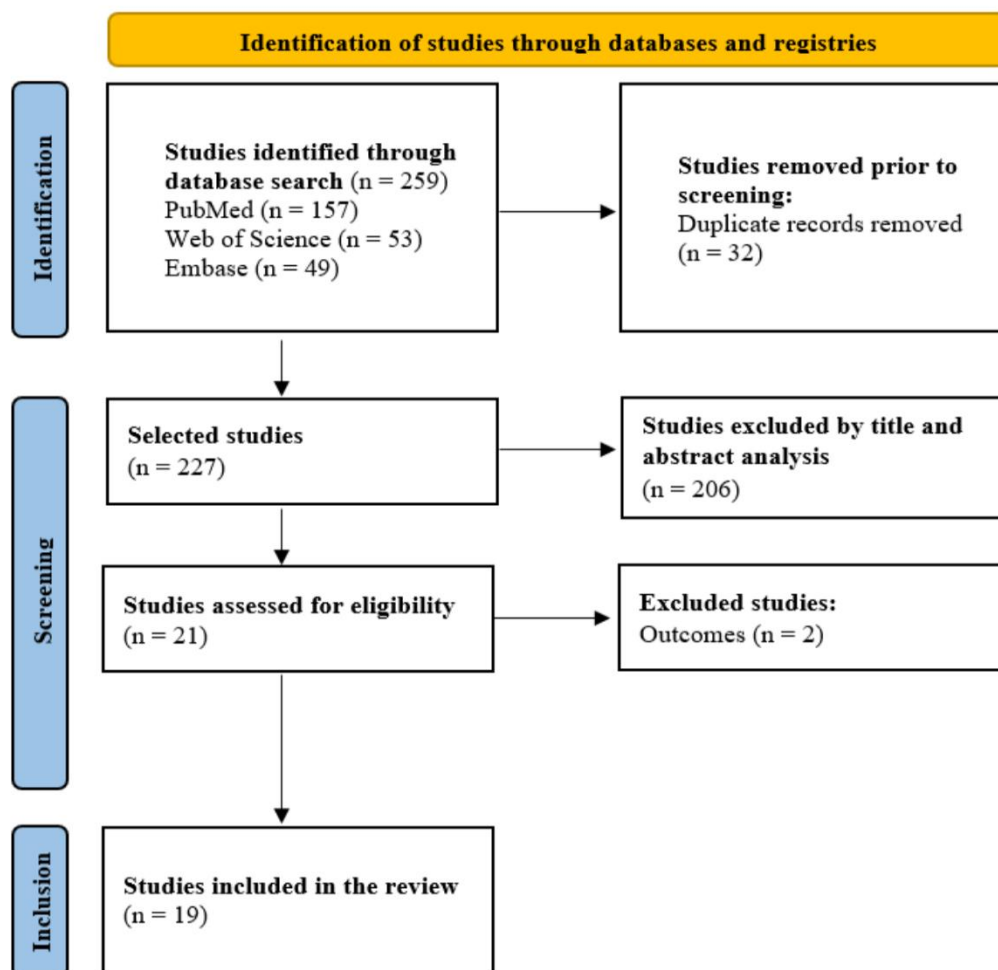 Identification of studies through databases and registries
Identification
Studies identified through
database search (n = 259)
PubMed (n = 157)
Web of Science (n = 53)
Embase (n = 49)
Studies removed prior to
screening:
Duplicate records removed
(n = 32)
Screening
Selected studies
(n = 227)
Studies excluded by title and
abstract analysis
(n = 206)
Studies assessed for eligibility
(n = 21)
Excluded studies:
Outcomes (n = 2)
Inclusion
Studies included in the review
(n = 19)